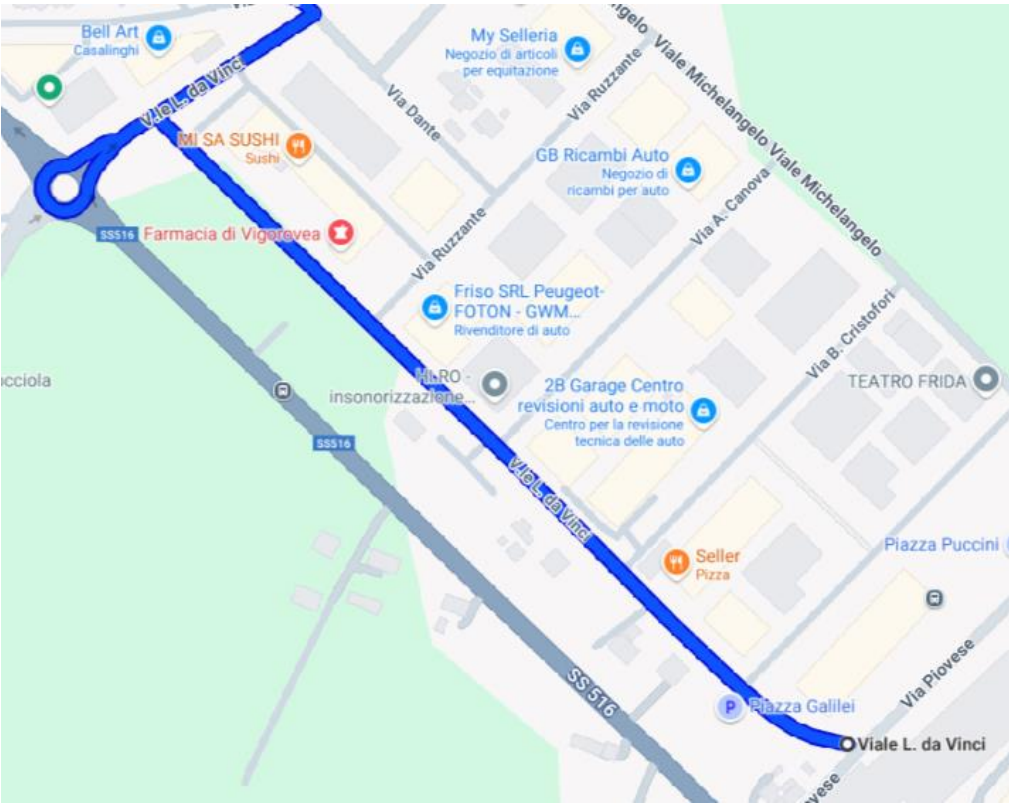 Via
Bell Art
Casalinghi
V.le L. da Vinci
MI SA SUSHI
Sushi
SS516
Farmacia di Vigorovea
My Selleria
Negozio di articoli
per equitazione
Via Dante
Via Ruzzante
Viale Michelangelo
Viale Michelangelo
GB Ricambi Auto
Negozio di
ricambi per auto
Via Ruzzante
Via A. Canova
Friso SRL Peugeot-
FOTON - GWM...
Rivenditore di auto
Via B. Cristofori
TEATRO FRIDA
insonorizzazione...
2B Garage Centro
revisioni auto e moto
Centro per la revisione
tecnica delle auto
SS516
V.le L. da Vinci
Seller
Pizza
Piazza Puccini
SS 516
P
Piazza Galilei
Via Piovese
Viale L. da Vinci